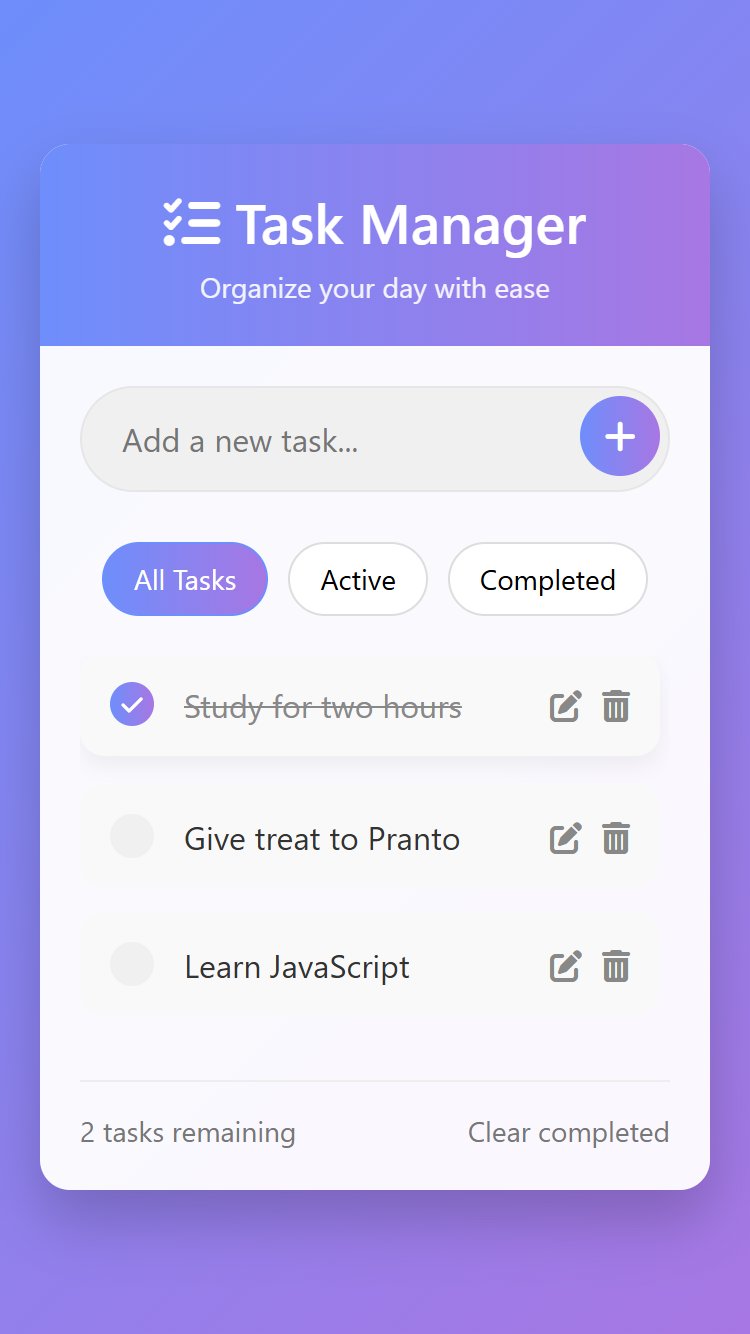 Task Manager
Organize your day with ease
Add a new task...
All Tasks Active Completed
Study for two hours
Give treat to Pranto
Learn JavaScript
2 tasks remaining Clear completed